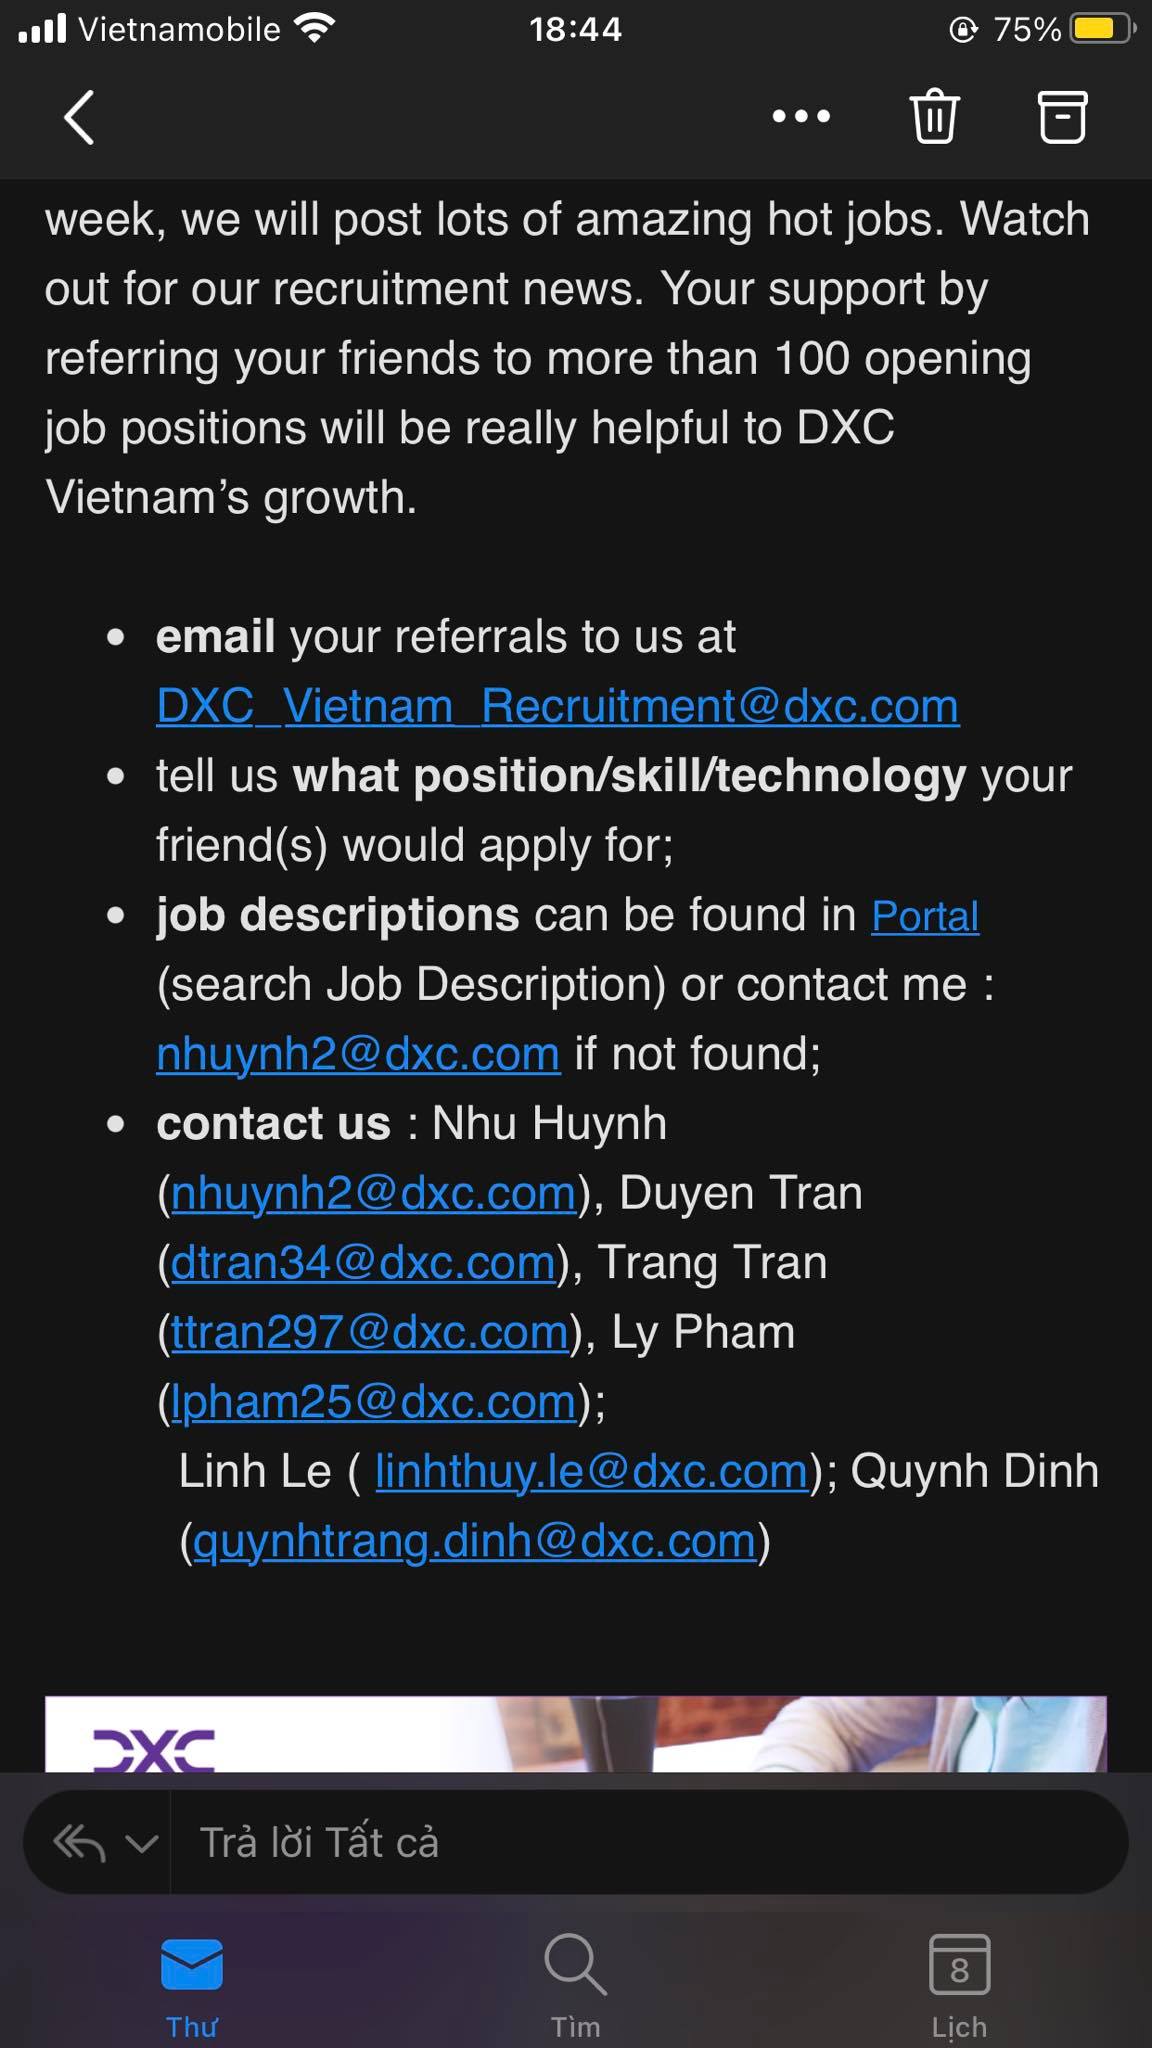 Vietnamobile 18:44 75%
week, we will post lots of amazing hot jobs. Watch
out for our recruitment news. Your support by
referring your friends to more than 100 opening
job positions will be really helpful to DXC
Vietnam’s growth.
• email your referrals to us at
DXC_Vietnam_Recruitment@dxc.com
• tell us what position/skill/technology your
friend(s) would apply for;
• job descriptions can be found in Portal
(search Job Description) or contact me :
nhuynh2@dxc.com if not found;
• contact us : Nhu Huynh
(nhuynh2@dxc.com), Duyen Tran
(dtran34@dxc.com), Trang Tran
(ttran297@dxc.com), Ly Pham
(lpham25@dxc.com);
Linh Le ( linhthuy.le@dxc.com); Quynh Dinh
(quynhtrang.dinh@dxc.com)
DXC
Trả lời Tất cả
8
Thư Tìm Lịch